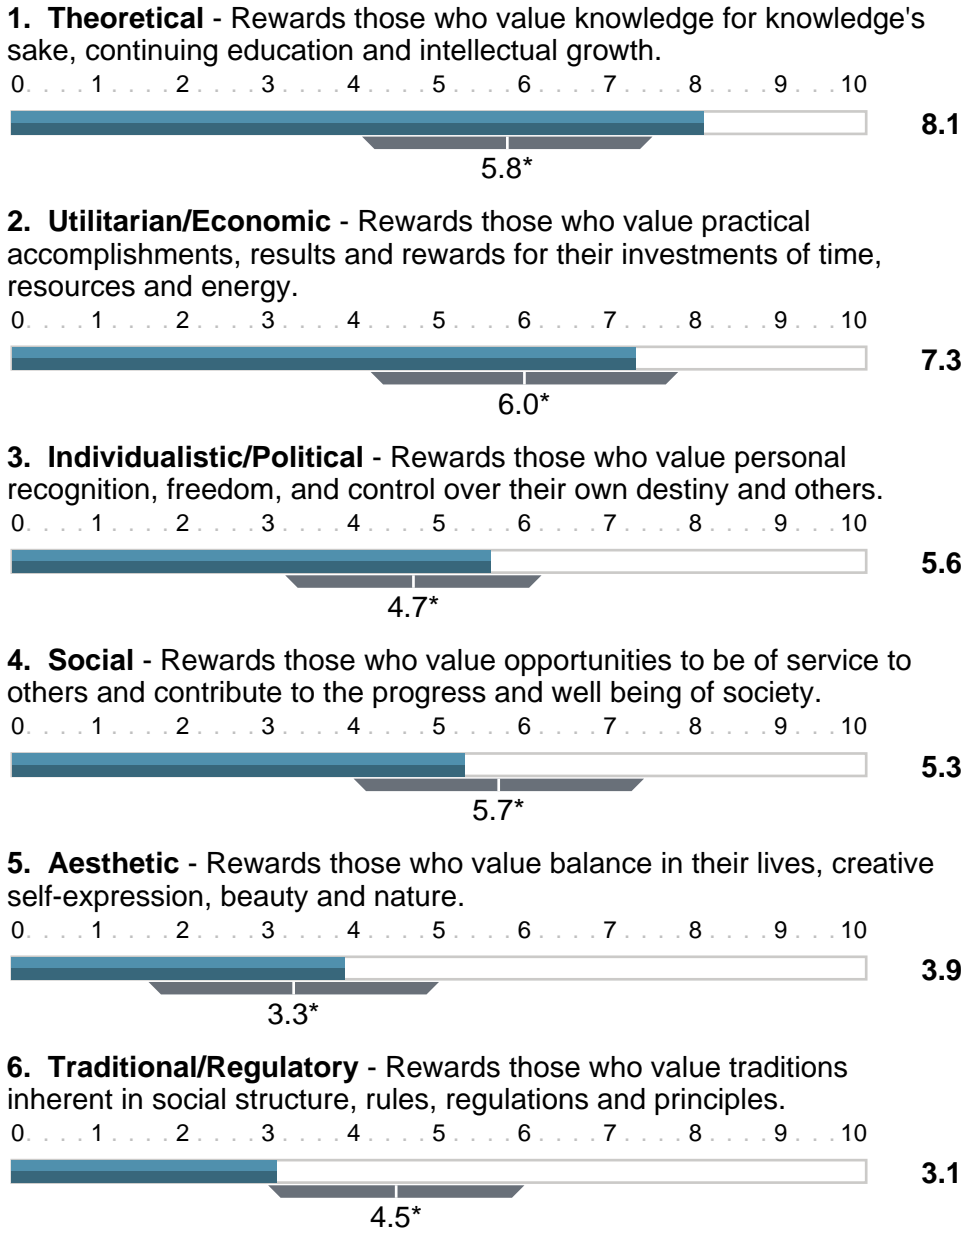 1. Theoretical - Rewards those who value knowledge for knowledge's
sake, continuing education and intellectual growth.
0. . . . 1 . . . . 2 . . . . 3 . . . . 4 . . . . 5 . . . . 6 . . . . 7 . . . . 8 . . . . 9 . . . 10
8.1
5.8*
2. Utilitarian/Economic - Rewards those who value practical
accomplishments, results and rewards for their investments of time,
resources and energy.
0. . . . 1 . . . . 2 . . . . 3 . . . . 4 . . . . 5 . . . . 6 . . . . 7 . . . . 8 . . . . 9 . . . 10
7.3
6.0*
3. Individualistic/Political - Rewards those who value personal
recognition, freedom, and control over their own destiny and others.
0. . . . 1 . . . . 2 . . . . 3 . . . . 4 . . . . 5 . . . . 6 . . . . 7 . . . . 8 . . . . 9 . . . 10
5.6
4.7*
4. Social - Rewards those who value opportunities to be of service to
others and contribute to the progress and well being of society.
0. . . . 1 . . . . 2 . . . . 3 . . . . 4 . . . . 5 . . . . 6 . . . . 7 . . . . 8 . . . . 9 . . . 10
5.3
5.7*
5. Aesthetic - Rewards those who value balance in their lives, creative
self-expression, beauty and nature.
0. . . . 1 . . . . 2 . . . . 3 . . . . 4 . . . . 5 . . . . 6 . . . . 7 . . . . 8 . . . . 9 . . . 10
3.9
3.3*
6. Traditional/Regulatory - Rewards those who value traditions
inherent in social structure, rules, regulations and principles.
0. . . . 1 . . . . 2 . . . . 3 . . . . 4 . . . . 5 . . . . 6 . . . . 7 . . . . 8 . . . . 9 . . . 10
3.1
4.5*